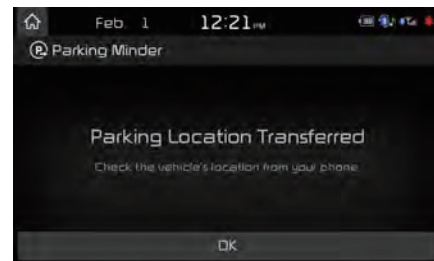 Feb. 1 12:21 PM
Parking Minder
Parking Location Transferred
Check the vehicle's location from your phone
OK